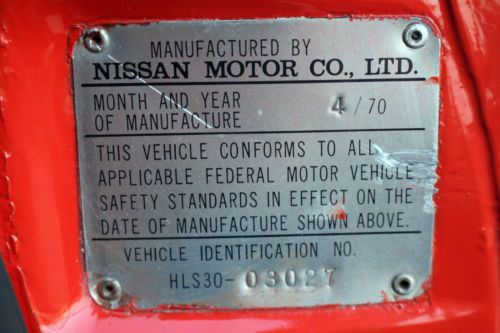 MANUFACTURED BY
NISSAN MOTOR CO., LTD.
MONTH AND YEAR
OF MANUFACTURE 4 / 70
THIS VEHICLE CONFORMS TO ALL
APPLICABLE FEDERAL MOTOR VEHICLE
SAFETY STANDARDS IN EFFECT ON THE
DATE OF MANUFACTURE SHOWN ABOVE.
VEHICLE IDENTIFICATION NO.
HLS30-03027